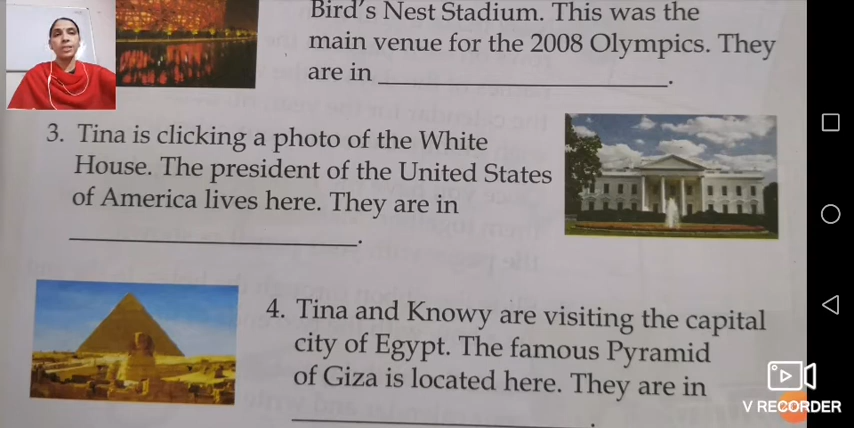 Bird's Nest Stadium. This was the
main venue for the 2008 Olympics. They
are in ____________________.
3. Tina is clicking a photo of the White
House. The president of the United States
of America lives here. They are in
____________________.
4. Tina and Knowy are visiting the capital
city of Egypt. The famous Pyramid
of Giza is located here. They are in
____________________.
V RECORDER